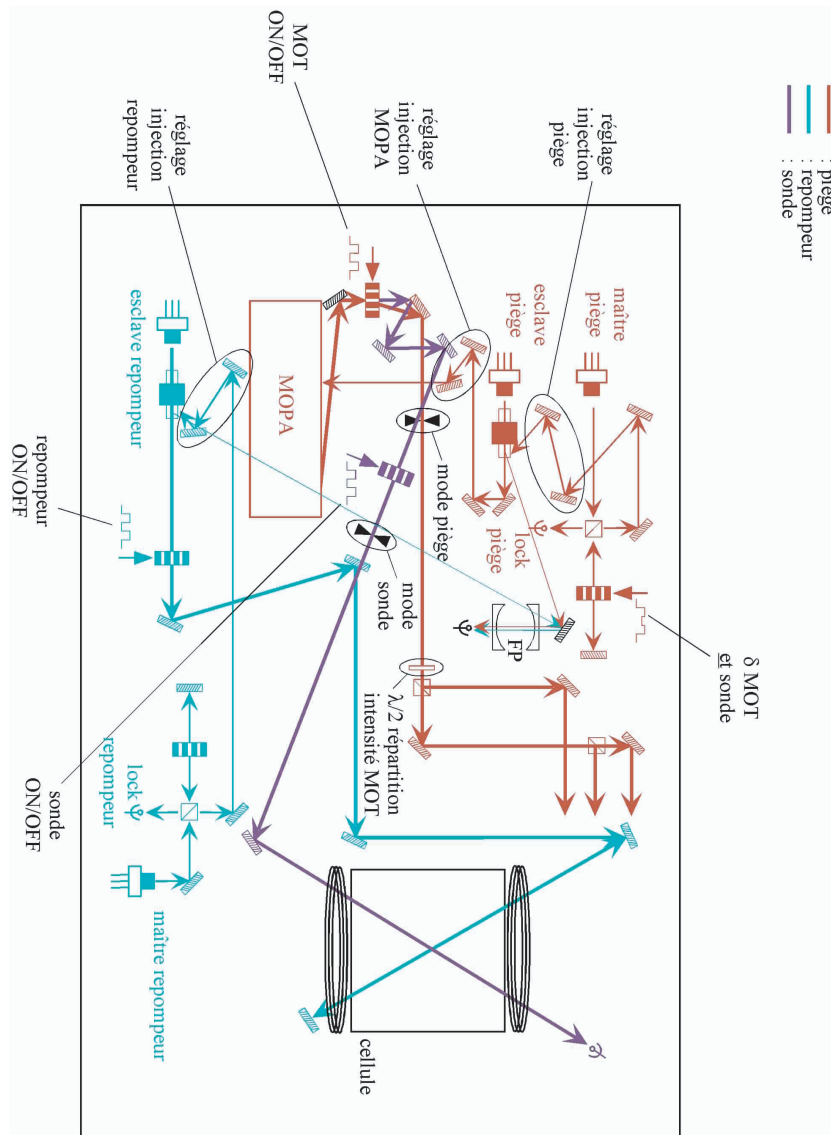 : piège
: repompeur
: sonde
MOT
ON/OFF
réglage
injection
repompeur
réglage
injection
MOPA
réglage
injection
piège
esclave repompeur
MOPA
esclave
piège
maître
piège
mode piège
lock
piège
repompeur
ON/OFF
mode
sonde
FP
δ MOT
et sonde
λ/2 répartition
intensité MOT
lock
repompeur
sonde
ON/OFF
maître repompeur
cellule